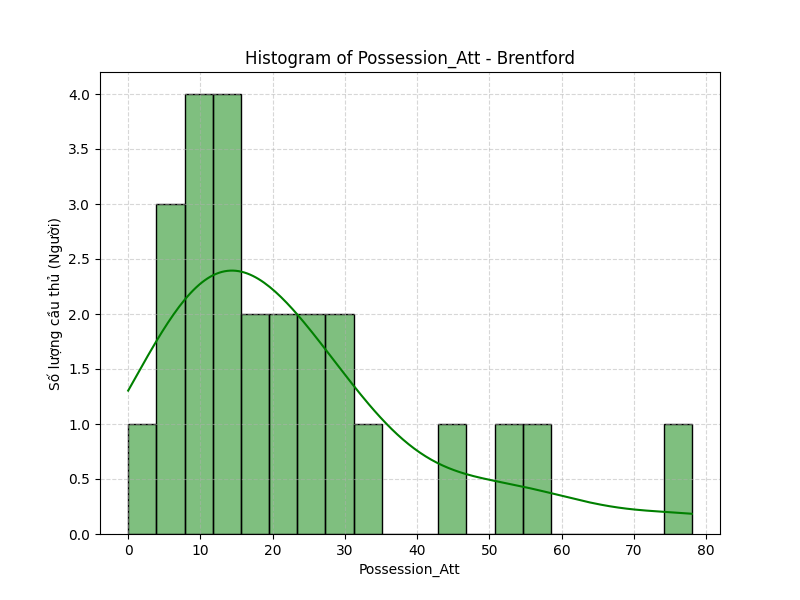 Histogram of Possession_Att - Brentford
Số lượng cầu thủ (Người)
4.0
3.5
3.0
2.5
2.0
1.5
1.0
0.5
0.0
0 10 20 30 40 50 60 70 80
Possession_Att